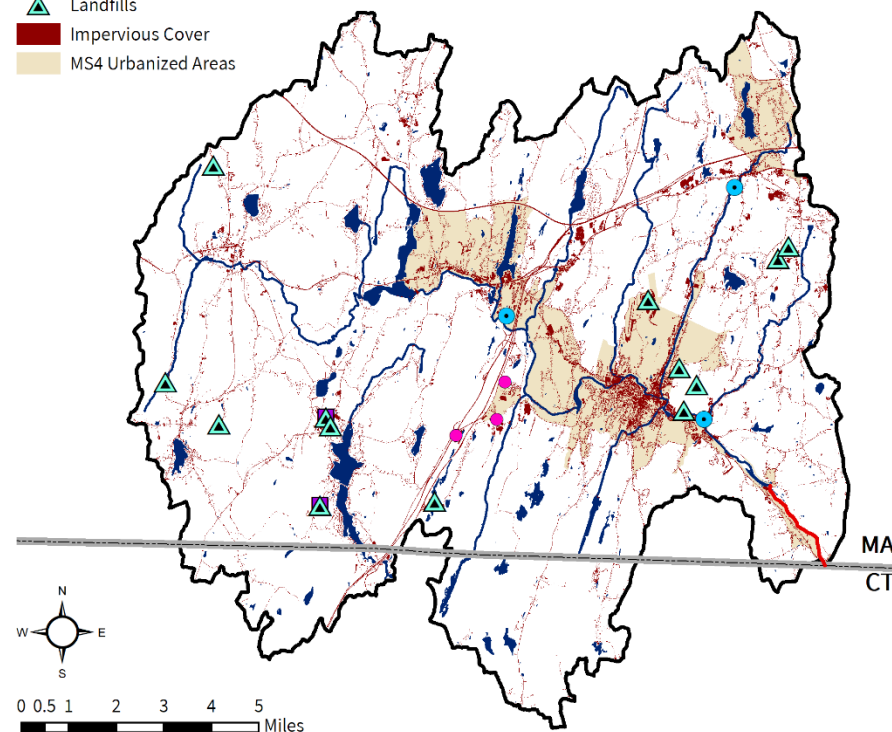 Landfills
Impervious Cover
MS4 Urbanized Areas
MA
CT
N
W E
S
0 0.5 1 2 3 4 5
Miles